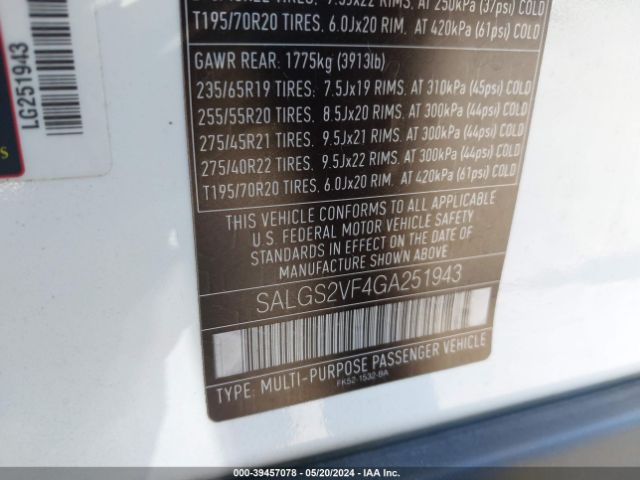 T195/70R20 TIRES. 6.0Jx20 RIM. AT 420kPa (61psi) COLD
GAWR REAR: 1775kg (3913lb)
235/65R19 TIRES: 7.5Jx19 RIMS. AT 310kPa (45psi) COLD
255/55R20 TIRES: 8.5Jx20 RIMS. AT 300kPa (44psi) COLD
275/45R21 TIRES: 9.5Jx21 RIMS. AT 300kPa (44psi) COLD
275/40R22 TIRES: 9.5Jx22 RIMS. AT 300kPa (44psi) COLD
T195/70R20 TIRES. 6.0Jx20 RIM. AT 420kPa (61psi) COLD
THIS VEHICLE CONFORMS TO ALL APPLICABLE
U.S. FEDERAL MOTOR VEHICLE SAFETY
STANDARDS IN EFFECT ON THE DATE OF
MANUFACTURE SHOWN ABOVE
SALGS2VF4GA251943
TYPE: MULTI-PURPOSE PASSENGER VEHICLE
FK52-1532-BA
LG251943
000-39457078 - 05/20/2024 - IAAI.COM